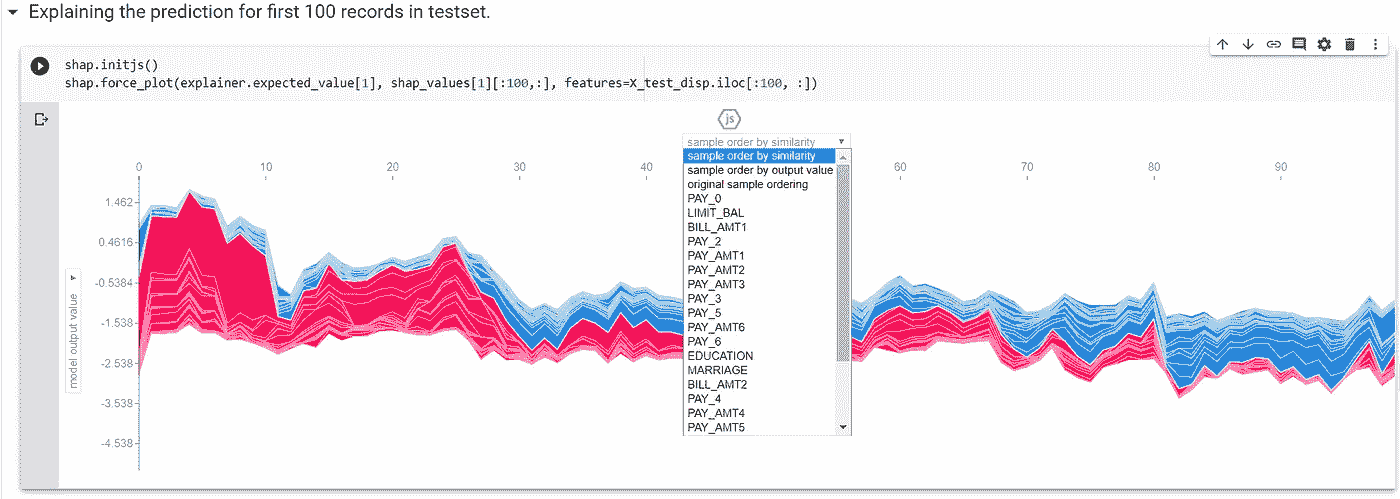 Explaining the prediction for first 100 records in testset.
shap.initjs()
shap.force_plot(explainer.expected_value[1], shap_values[1][:100,:], features=X_test_disp.iloc[:100, :])
js
sample order by similarity
0 10 20 30 40 60 70 80 90
sample order by similarity
sample order by output value
original sample ordering
PAY_0
LIMIT_BAL
BILL_AMT1
PAY_2
PAY_AMT1
PAY_AMT2
PAY_AMT3
PAY_3
PAY_5
PAY_AMT6
PAY_6
EDUCATION
MARRIAGE
BILL_AMT2
PAY_4
PAY_AMT4
PAY_AMT5
1.462
0.4616
-0.5384
-1.538
-2.538
-3.538
-4.538
model output value